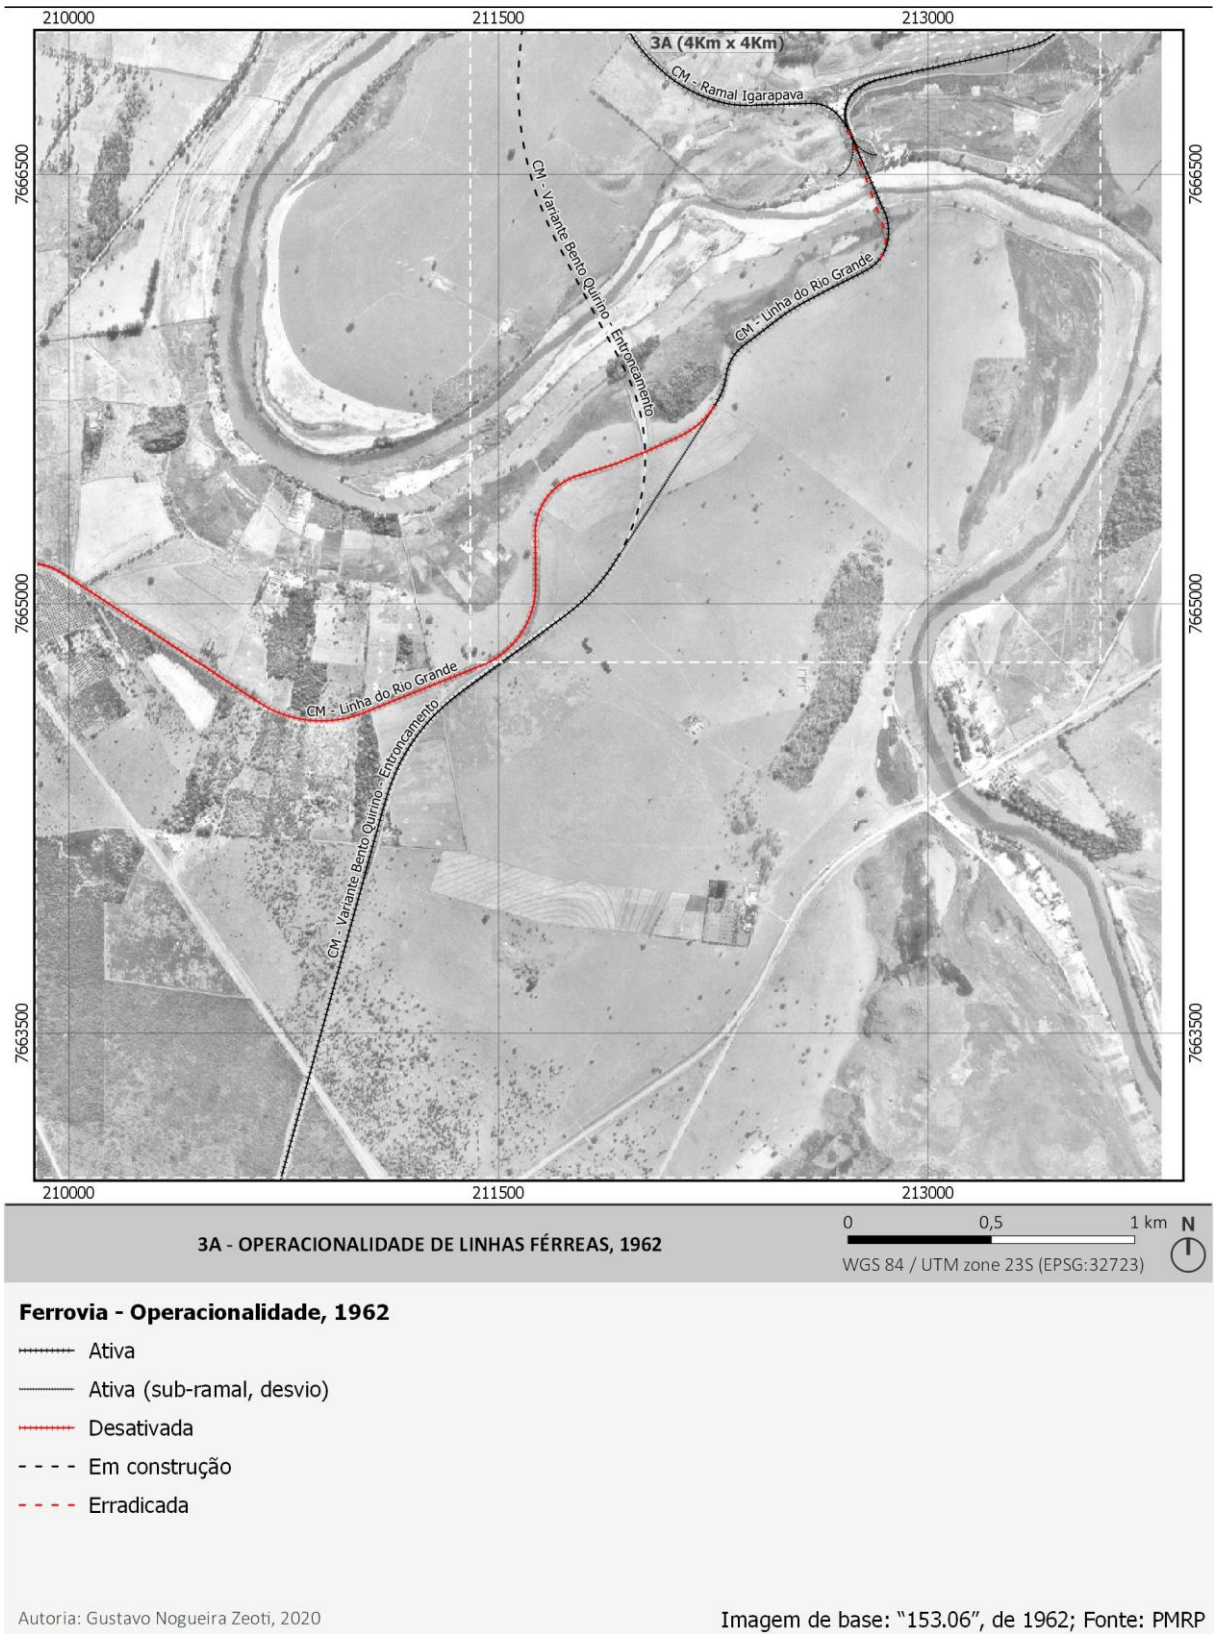 210000
211500
213000
3A (4Km x 4Km)
CM - Ramal Igarapava
7666500
7666500
CM - Variante Bento Quirino - Entroncamento
CM - Linha do Rio Grande
7665000
7665000
CM - Linha do Rio Grande
CM - Variante Bento Quirino - Entroncamento
7663500
7663500
210000
211500
213000
3A - OPERACIONALIDADE DE LINHAS FÉRREAS, 1962
0 0,5 1 km N
WGS 84 / UTM zone 23S (EPSG:32723)
Ferrovia - Operacionalidade, 1962
Ativa
Ativa (sub-ramal, desvio)
Desativada
Em construção
Erradicada
Autoria: Gustavo Nogueira Zeoti, 2020
Imagem de base: “153.06”, de 1962; Fonte: PMRP